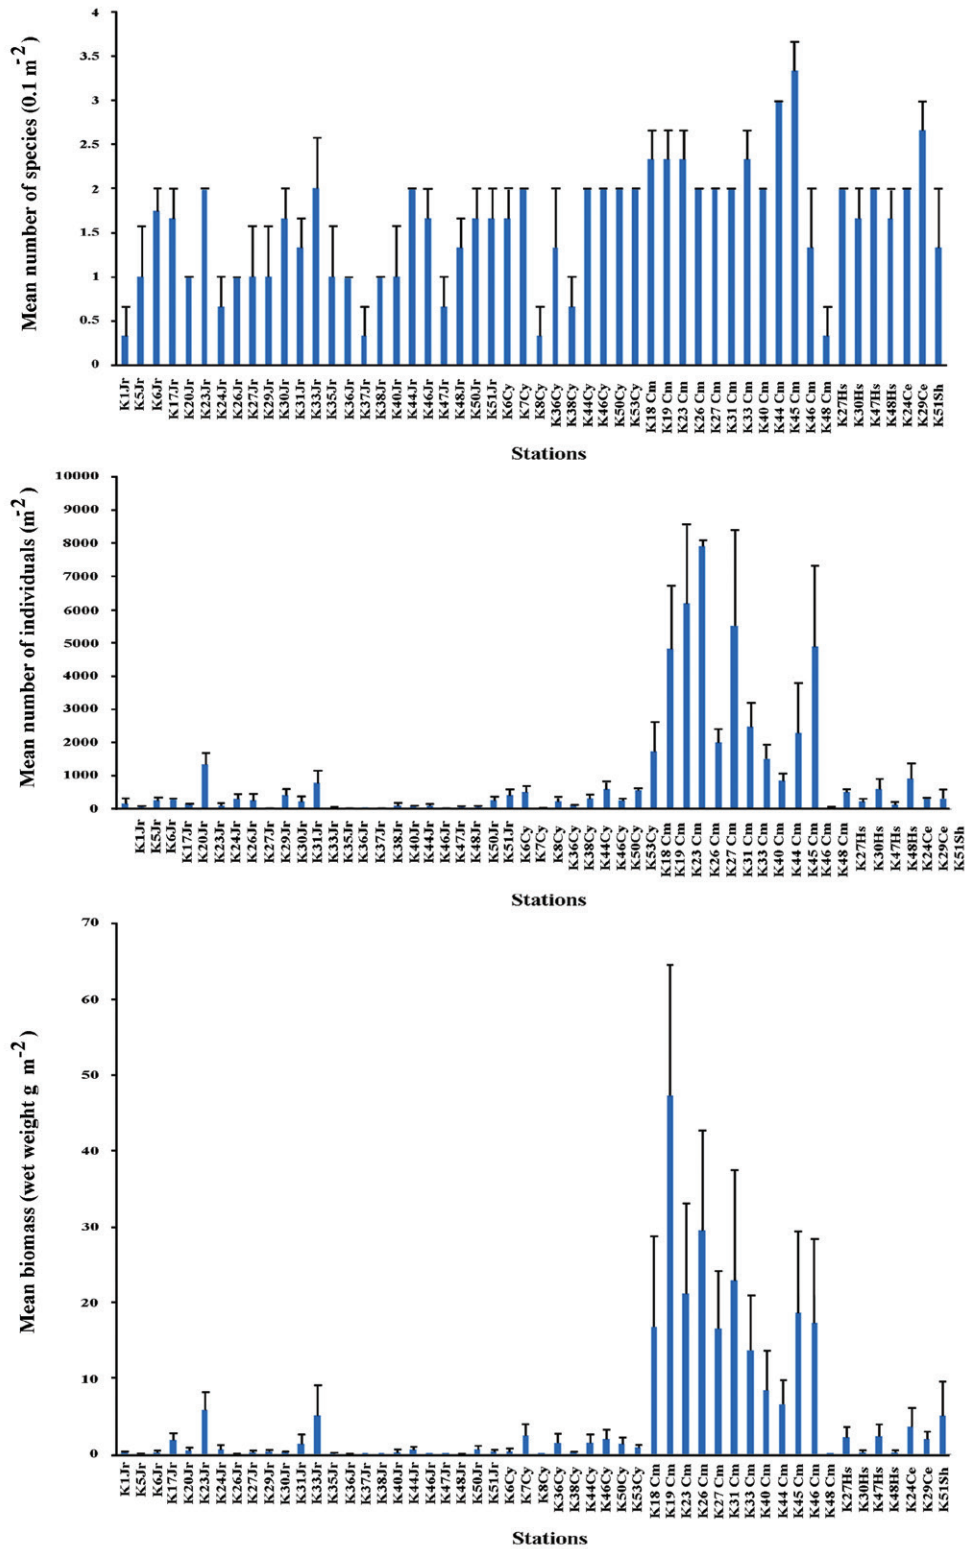 Mean number of species (0.1 m-2)
4
3.5
3
2.5
2
1.5
1
0.5
0
K1Jr
K5Jr
K6Jr
K17Jr
K20Jr
K23Jr
K24Jr
K26Jr
K27Jr
K29Jr
K30Jr
K31Jr
K33Jr
K35Jr
K36Jr
K37Jr
K38Jr
K40Jr
K44Jr
K46Jr
K47Jr
K48Jr
K50Jr
K51Jr
K6Cy
K7Cy
K8Cy
K36Cy
K38Cy
K44Cy
K46Cy
K50Cy
K53Cy
K18 Cm
K19 Cm
K23 Cm
K26 Cm
K27 Cm
K31 Cm
K33 Cm
K40 Cm
K44 Cm
K45 Cm
K46 Cm
K48 Cm
K27Hs
K30Hs
K47Hs
K48Hs
K24Ce
K29Ce
K51Sh
Stations
Mean number of individuals (m-2)
10000
9000
8000
7000
6000
5000
4000
3000
2000
1000
0
K1Jr
K5Jr
K6Jr
K17Jr
K20Jr
K23Jr
K24Jr
K26Jr
K27Jr
K29Jr
K30Jr
K31Jr
K33Jr
K35Jr
K36Jr
K37Jr
K38Jr
K40Jr
K44Jr
K46Jr
K47Jr
K48Jr
K50Jr
K51Jr
K6Cy
K7Cy
K8Cy
K36Cy
K38Cy
K44Cy
K46Cy
K50Cy
K53Cy
K18 Cm
K19 Cm
K23 Cm
K26 Cm
K27 Cm
K31 Cm
K33 Cm
K40 Cm
K44 Cm
K45 Cm
K46 Cm
K48 Cm
K27Hs
K30Hs
K47Hs
K48Hs
K24Ce
K29Ce
K51Sh
Stations
Mean biomass (wet weight g m-2)
70
60
50
40
30
20
10
0
K1Jr
K5Jr
K6Jr
K17Jr
K20Jr
K23Jr
K24Jr
K26Jr
K27Jr
K29Jr
K30Jr
K31Jr
K33Jr
K35Jr
K36Jr
K37Jr
K38Jr
K40Jr
K44Jr
K46Jr
K47Jr
K48Jr
K50Jr
K51Jr
K6Cy
K7Cy
K8Cy
K36Cy
K38Cy
K44Cy
K46Cy
K50Cy
K53Cy
K18 Cm
K19 Cm
K23 Cm
K26 Cm
K27 Cm
K31 Cm
K33 Cm
K40 Cm
K44 Cm
K45 Cm
K46 Cm
K48 Cm
K27Hs
K30Hs
K47Hs
K48Hs
K24Ce
K29Ce
K51Sh
Stations